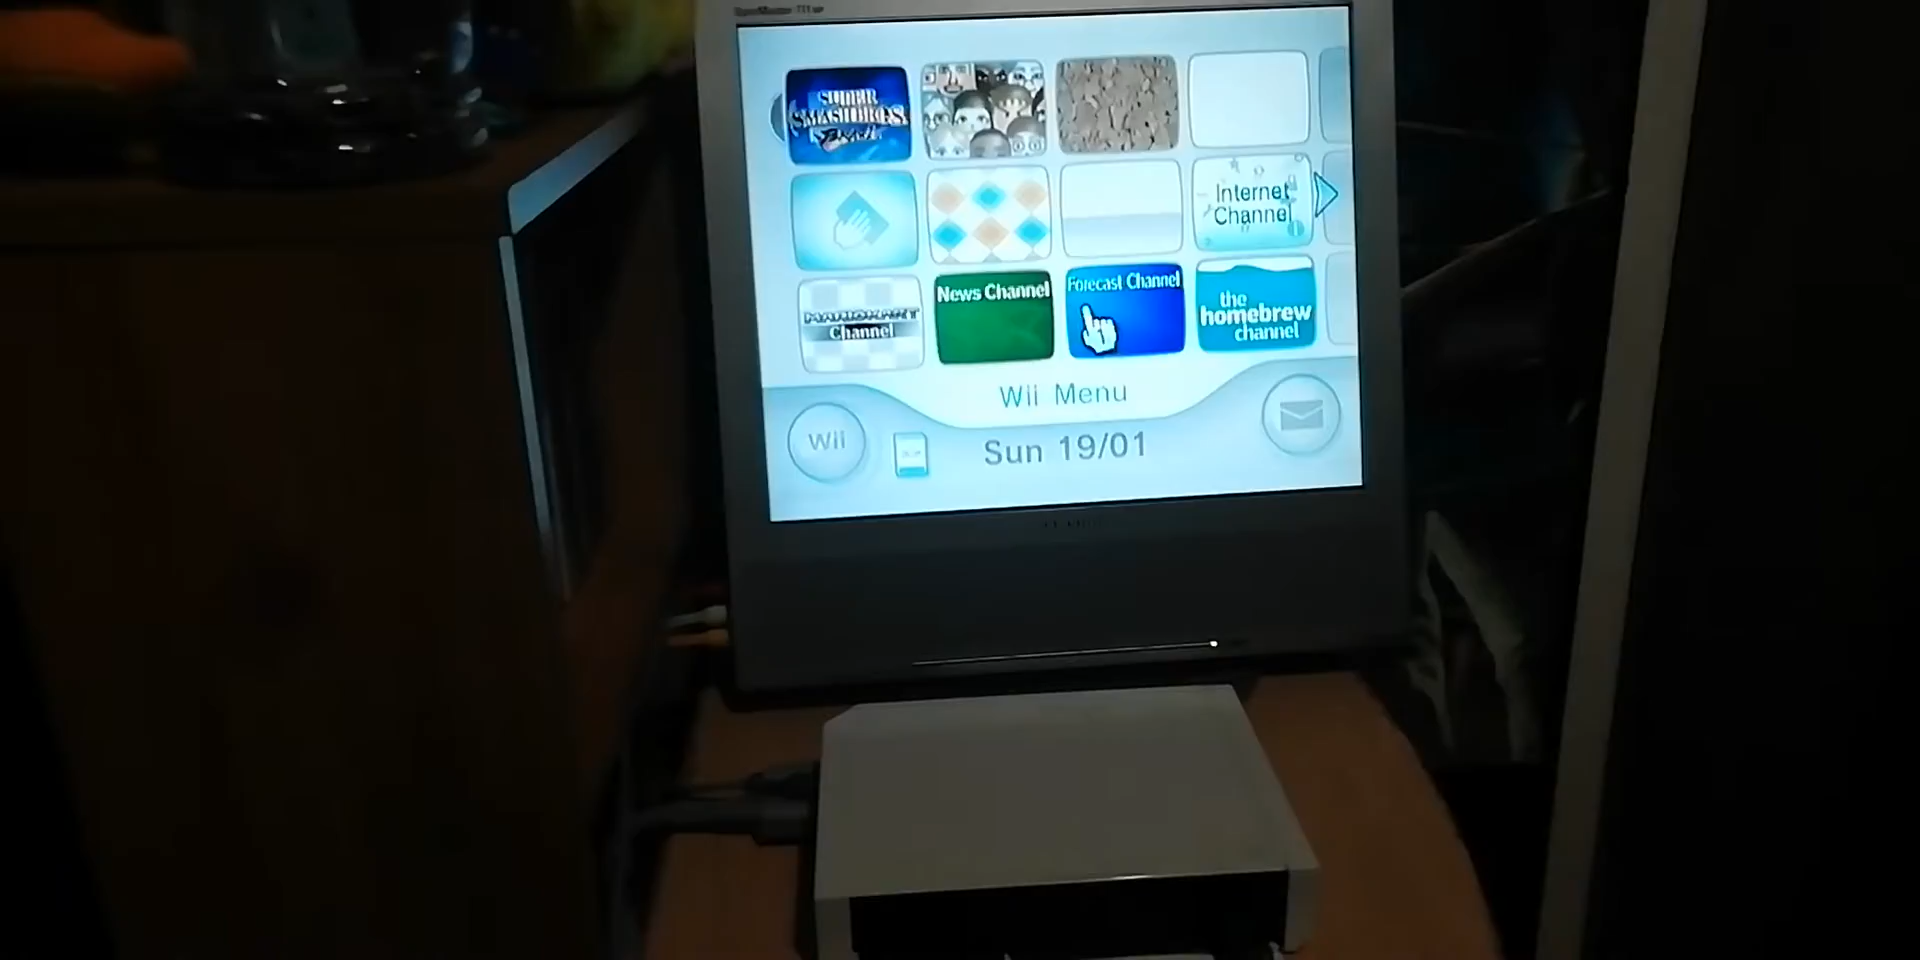 SUPER
SMASH BROS.
Brawl
Internet
Channel
MARIOKART
Channel
News Channel
Forecast Channel
the
homebrew
channel
Wii Menu
Wii
Sun 19/01